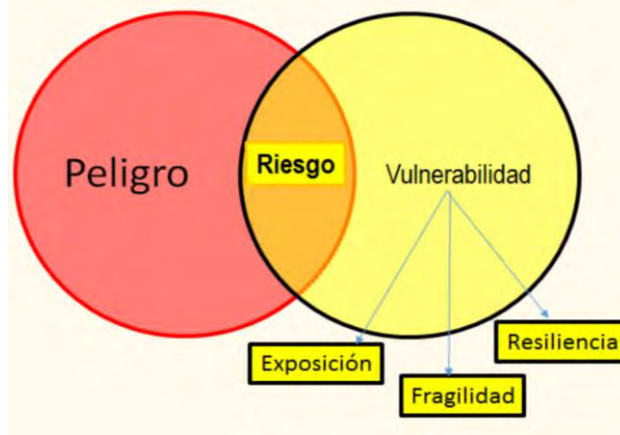 Peligro
Riesgo
Vulnerabilidad
Exposición
Fragilidad
Resiliencia